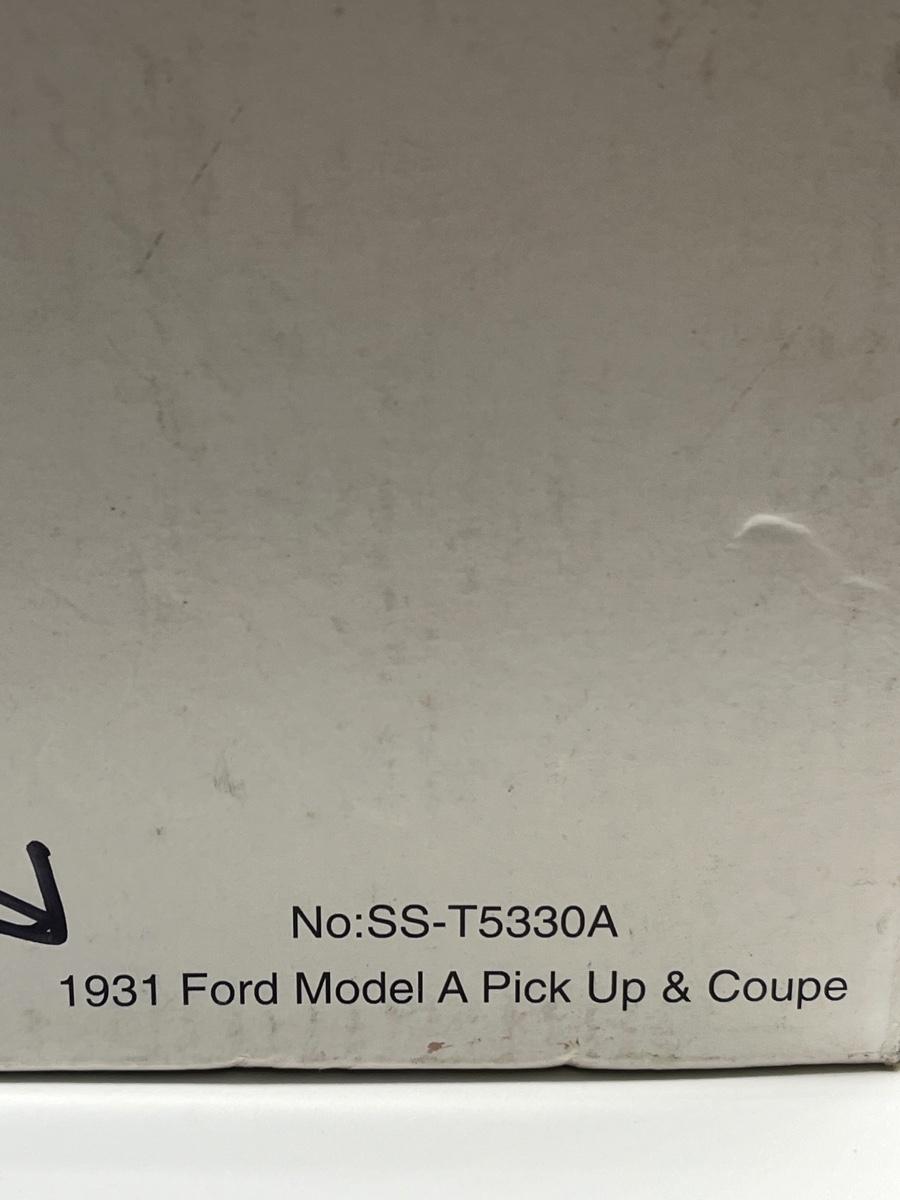 No:SS-T5330A
1931 Ford Model A Pick Up & Coupe